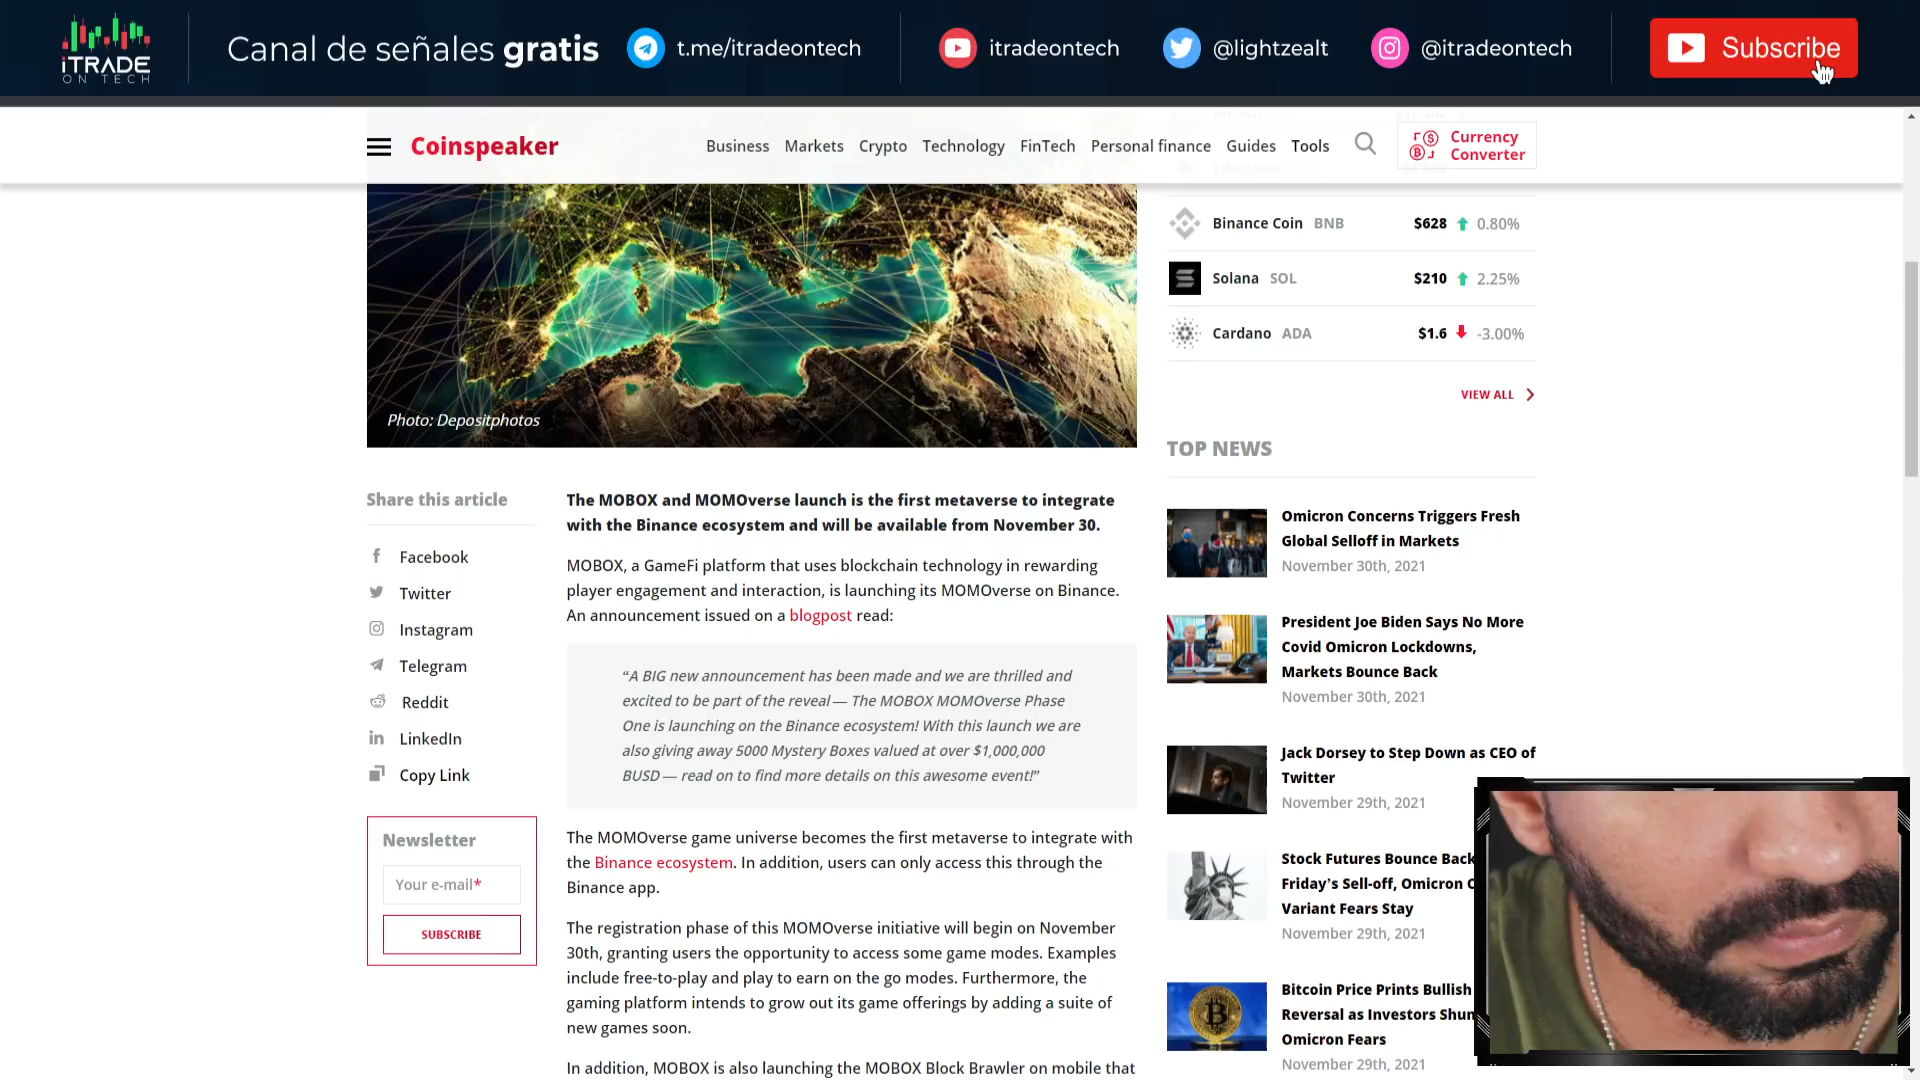 iTRADE
ON TECH
Canal de señales gratis
t.me/itradeontech
itradeontech
@lightzealt
@itradeontech
Subscribe
Coinspeaker
Business
Markets
Crypto
Technology
FinTech
Personal finance
Guides
Tools
Currency
Converter
Photo: Depositphotos
Binance Coin BNB $628 0.80%
Solana SOL $210 2.25%
Cardano ADA $1.6 -3.00%
VIEW ALL
Share this article
Facebook
Twitter
Instagram
Telegram
Reddit
LinkedIn
Copy Link
Newsletter
Your e-mail*
SUBSCRIBE
The MOBOX and MOMOverse launch is the first metaverse to integrate
with the Binance ecosystem and will be available from November 30.
MOBOX, a GameFi platform that uses blockchain technology in rewarding
player engagement and interaction, is launching its MOMOverse on Binance.
An announcement issued on a blogpost read:
“A BIG new announcement has been made and we are thrilled and
excited to be part of the reveal — The MOBOX MOMOverse Phase
One is launching on the Binance ecosystem! With this launch we are
also giving away 5000 Mystery Boxes valued at over $1,000,000
BUSD — read on to find more details on this awesome event!”
The MOMOverse game universe becomes the first metaverse to integrate with
the Binance ecosystem. In addition, users can only access this through the
Binance app.
The registration phase of this MOMOverse initiative will begin on November
30th, granting users the opportunity to access some game modes. Examples
include free-to-play and play to earn on the go modes. Furthermore, the
gaming platform intends to grow out its game offerings by adding a suite of
new games soon.
In addition, MOBOX is also launching the MOBOX Block Brawler on mobile that
TOP NEWS
Omicron Concerns Triggers Fresh
Global Selloff in Markets
November 30th, 2021
President Joe Biden Says No More
Covid Omicron Lockdowns,
Markets Bounce Back
November 30th, 2021
Jack Dorsey to Step Down as CEO of
Twitter
November 29th, 2021
Stock Futures Bounce Back
Friday’s Sell-off, Omicron
Variant Fears Stay
November 29th, 2021
Bitcoin Price Prints Bullish
Reversal as Investors Shun
Omicron Fears
November 29th, 2021